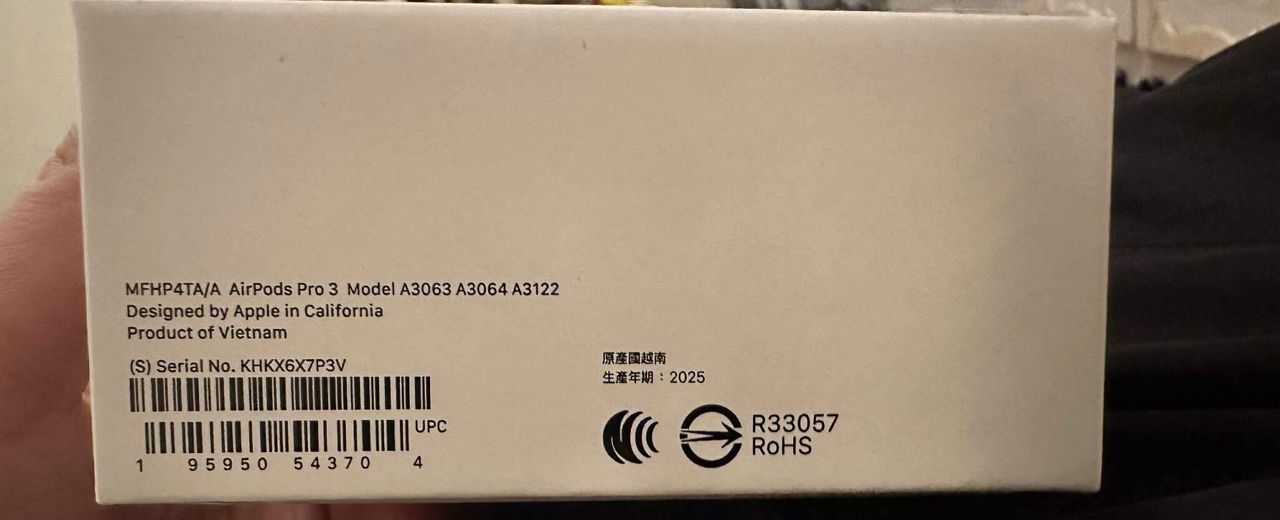 MFHP4TA/A AirPods Pro 3 Model A3063 A3064 A3122
Designed by Apple in California
Product of Vietnam
(S) Serial No. KHKX6X7P3V
UPC
1 95950 54370 4
原產國越南
生產年期：2025
R33057
RoHS